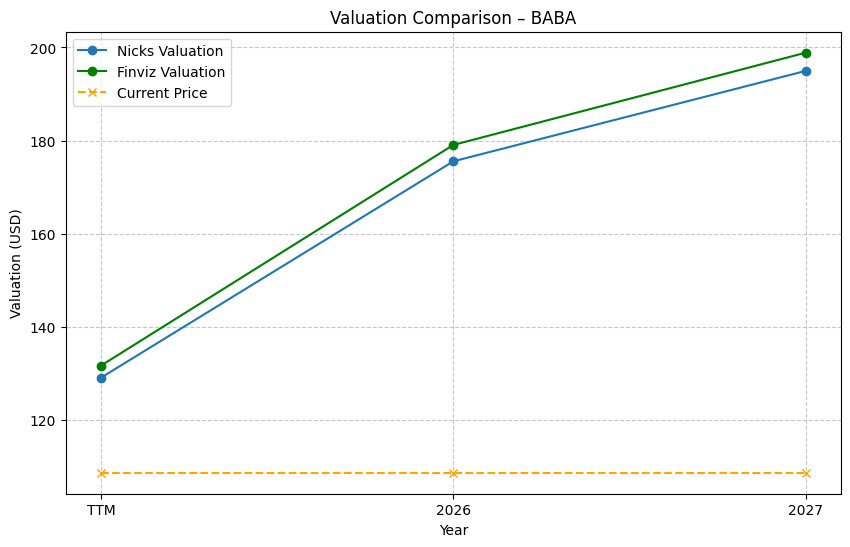 Valuation Comparison – BABA
Nicks Valuation
Finviz Valuation
Current Price
Valuation (USD)
200
180
160
140
120
TTM
2026
2027
Year